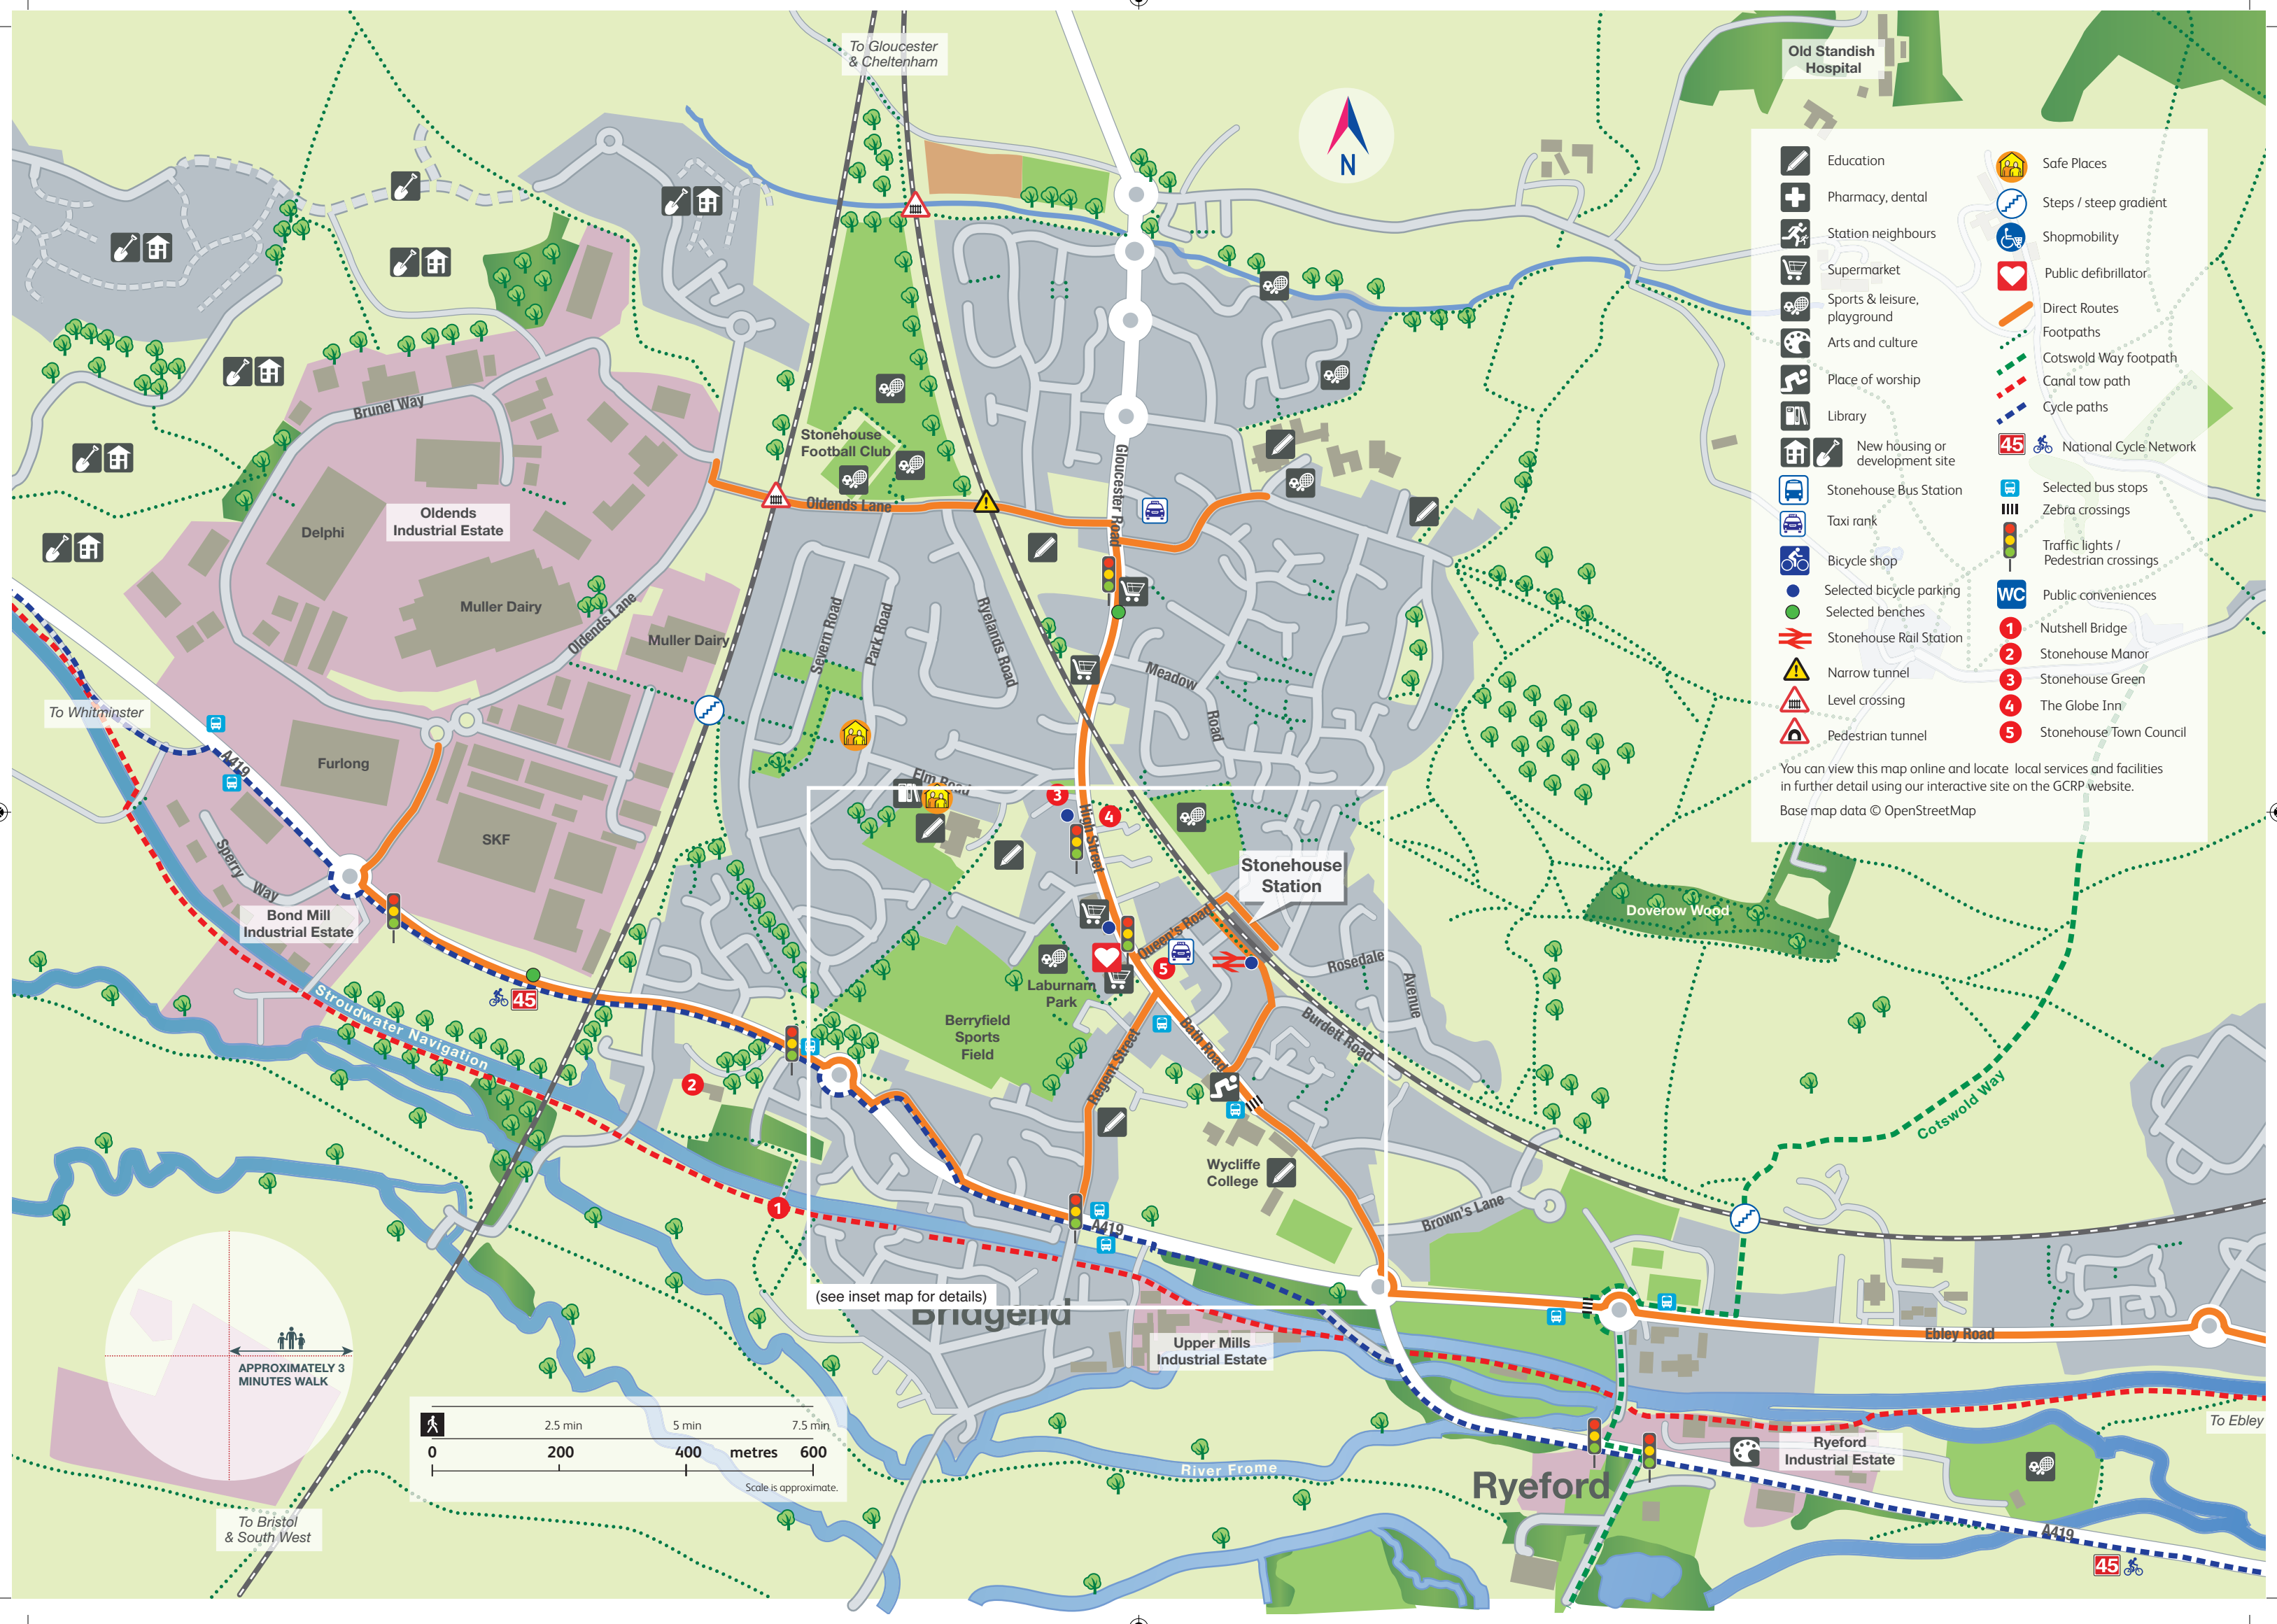 To Gloucester
& Cheltenham
Old Standish
Hospital
N
Education
Pharmacy, dental
Station neighbours
Supermarket
Sports & leisure,
playground
Arts and culture
Place of worship
Library
New housing or
development site
Stonehouse Bus Station
Taxi rank
Bicycle shop
Selected bicycle parking
Selected benches
Stonehouse Rail Station
Narrow tunnel
Level crossing
Pedestrian tunnel
Safe Places
Steps / steep gradient
Shopmobility
Public defibrillator
Direct Routes
Footpaths
Cotswold Way footpath
Canal tow path
Cycle paths
45 National Cycle Network
Selected bus stops
Zebra crossings
Traffic lights /
Pedestrian crossings
WC Public conveniences
1 Nutshell Bridge
2 Stonehouse Manor
3 Stonehouse Green
4 The Globe Inn
5 Stonehouse Town Council
You can view this map online and locate local services and facilities
in further detail using our interactive site on the GCRP website.
Base map data © OpenStreetMap
Brunel Way
Stonehouse
Football Club
Gloucester Road
Oldends Lane
Oldends
Industrial Estate
Delphi
Muller Dairy
Oldends Lane
Muller Dairy
Severn Road
Park Road
Ryelands Road
Meadow
Road
To Whitminster
A419
Furlong
SKF
Sperry
Way
Elm Road
3
4
High Street
Stonehouse
Station
Doverow Wood
Bond Mill
Industrial Estate
Queen's Road
5
Rosedale
Avenue
Laburnam
Park
45
Stroudwater Navigation
Berryfield
Sports
Field
Bath Road
Burdett Road
Regent Street
2
Cotswold Way
Wycliffe
College
1
A419
Brown's Lane
(see inset map for details)
Bridgend
Upper Mills
Industrial Estate
Ebley Road
APPROXIMATELY 3
MINUTES WALK
2.5 min
5 min
7.5 min
0
200
400
metres
600
Scale is approximate.
To Ebley
Ryeford
Industrial Estate
River Frome
Ryeford
To Bristol
& South West
A419
45